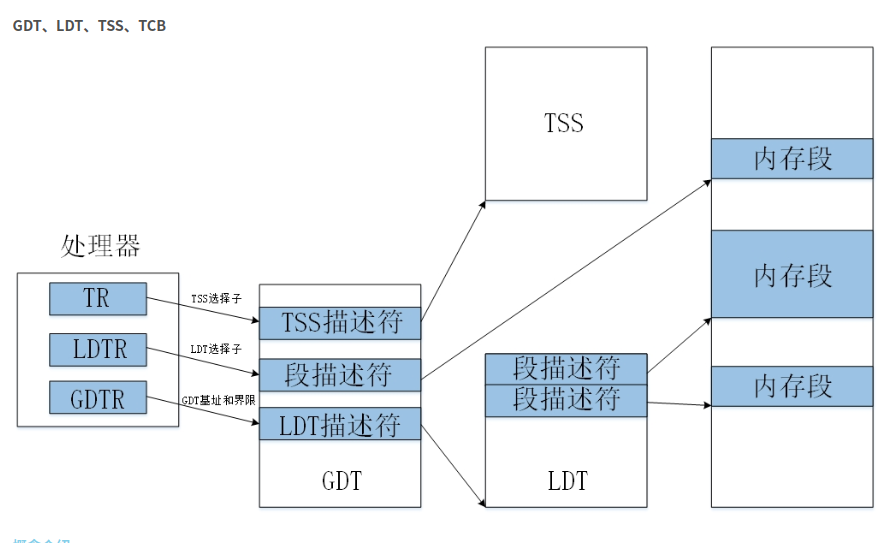 GDT、LDT、TSS、TCB
TSS
内存段
处理器
内存段
TR
TSS选择子
TSS描述符
LDTR
LDT选择子
段描述符
段描述符
内存段
GDTR
GDT基址和界限
段描述符
LDT描述符
GDT
LDT